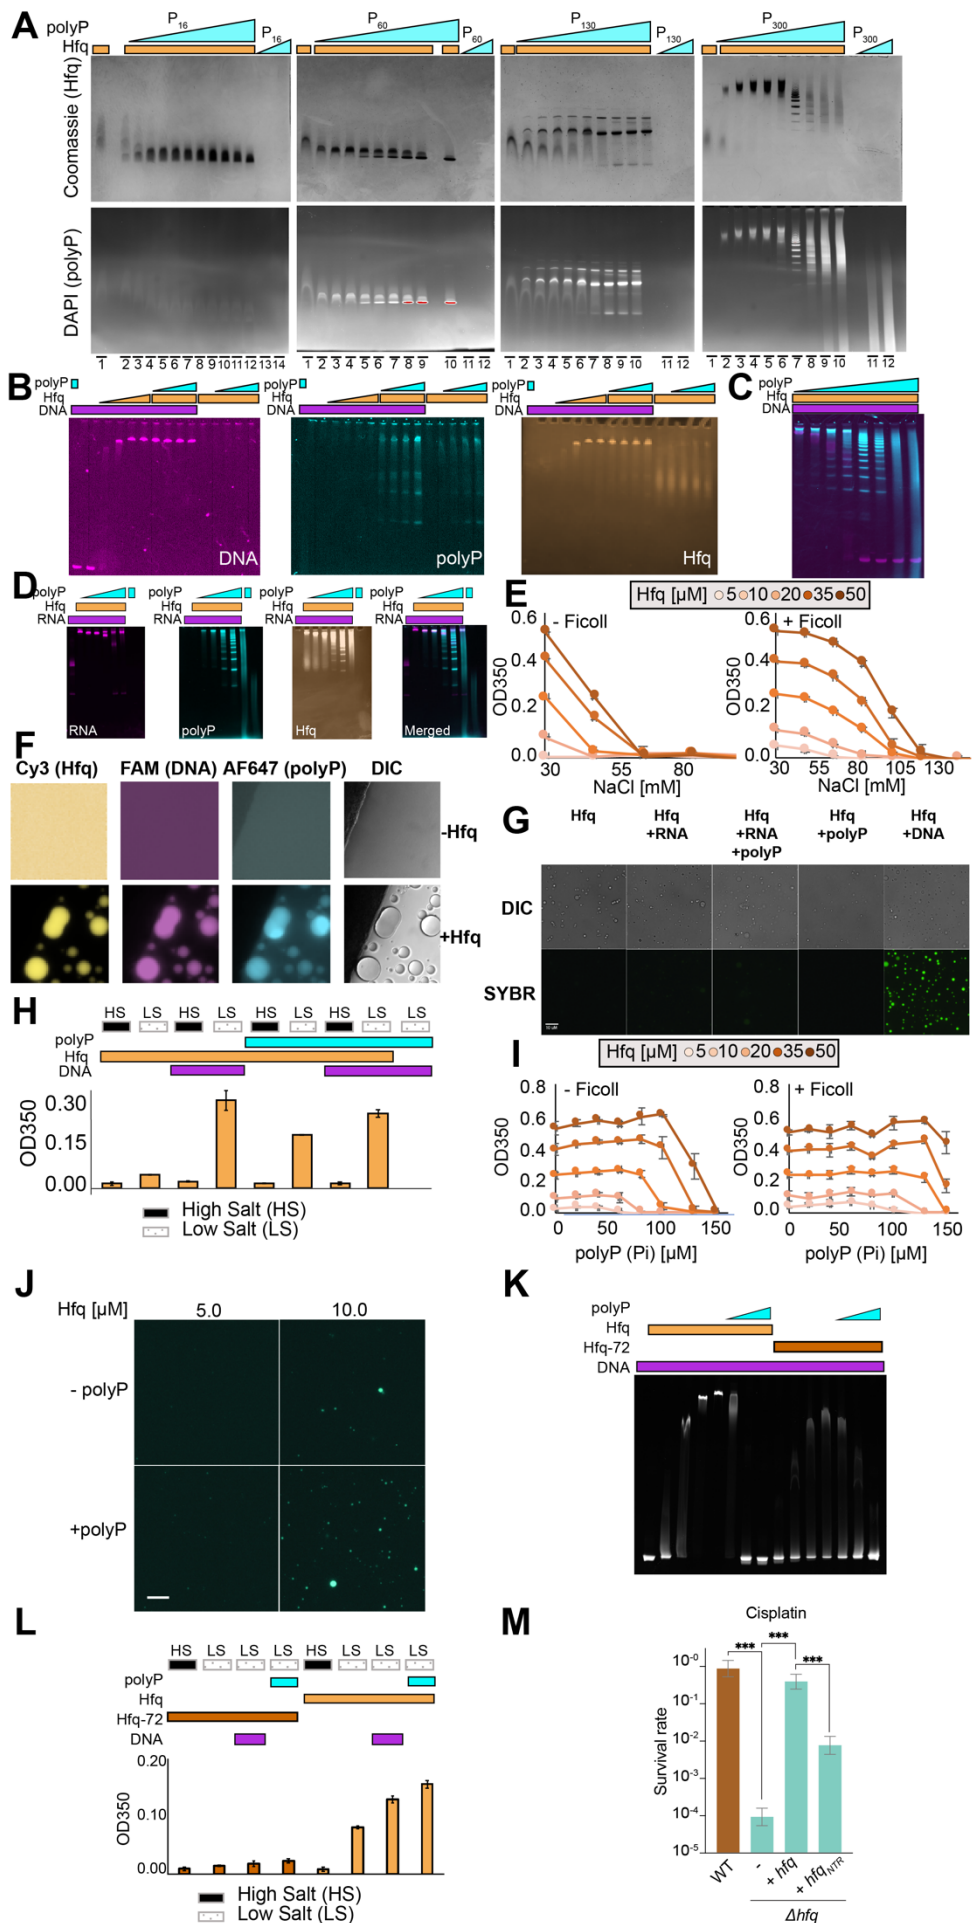 A
polyP
Hfq
P16
P16
P60
P60
P130
P130
P300
P300
Coomassie (Hfq)
DAPI (polyP)
1 2 3 4 5 6 7 8 9 10 11 12 13 14
1 2 3 4 5 6 7 8 9 10 11 12
1 2 3 4 5 6 7 8 9 10 11 12
1 2 3 4 5 6 7 8 9 10 11 12
B
polyP
Hfq
DNA
DNA
polyP
Hfq
DNA
polyP
polyP
Hfq
DNA
Hfq
C
polyP
Hfq
DNA
D
polyP
Hfq
RNA
RNA
polyP
Hfq
RNA
polyP
polyP
Hfq
RNA
Hfq
polyP
Hfq
RNA
Merged
E
Hfq [µM] 5 10 20 35 50
- Ficoll
+ Ficoll
OD350
0.6
0.4
0.2
0.0
30 55 80
NaCl [mM]
OD350
0.6
0.4
0.2
0.0
30 55 80 105 130
NaCl [mM]
F
Cy3 (Hfq) FAM (DNA) AF647 (polyP) DIC
-Hfq
+Hfq
G
Hfq
Hfq
+RNA
Hfq
+RNA
+polyP
Hfq
+polyP
Hfq
+DNA
DIC
SYBR
10 µm
H
HS LS HS LS HS LS HS LS LS
polyP
Hfq
DNA
OD350
0.30
0.15
0.00
High Salt (HS)
Low Salt (LS)
I
Hfq [µM] 5 10 20 35 50
- Ficoll
+ Ficoll
OD350
0.8
0.6
0.4
0.2
0.0
0 50 100 150
polyP (Pi) [µM]
OD350
0.8
0.6
0.4
0.2
0.0
0 50 100 150
polyP (Pi) [µM]
J
Hfq [µM] 5.0 10.0
- polyP
+polyP
K
polyP
Hfq
Hfq-72
DNA
L
HS LS LS LS HS LS LS LS
polyP
Hfq
Hfq-72
DNA
OD350
0.20
0.10
0.00
High Salt (HS)
Low Salt (LS)
M
Cisplatin
*** *** ***
Survival rate
10-0
10-1
10-2
10-3
10-4
10-5
WT - + hfq + hfqNTR
Δhfq